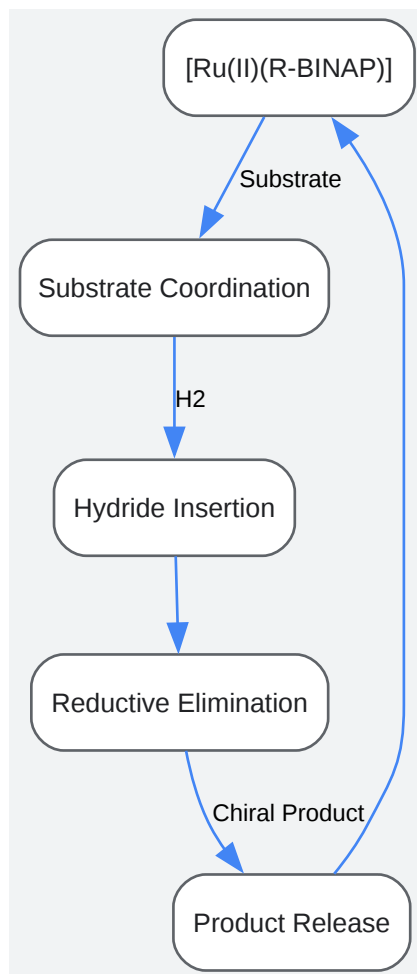 [Ru(II)(R-BINAP)]
Substrate
Substrate Coordination
H2
Hydride Insertion
Reductive Elimination
Chiral Product
Product Release